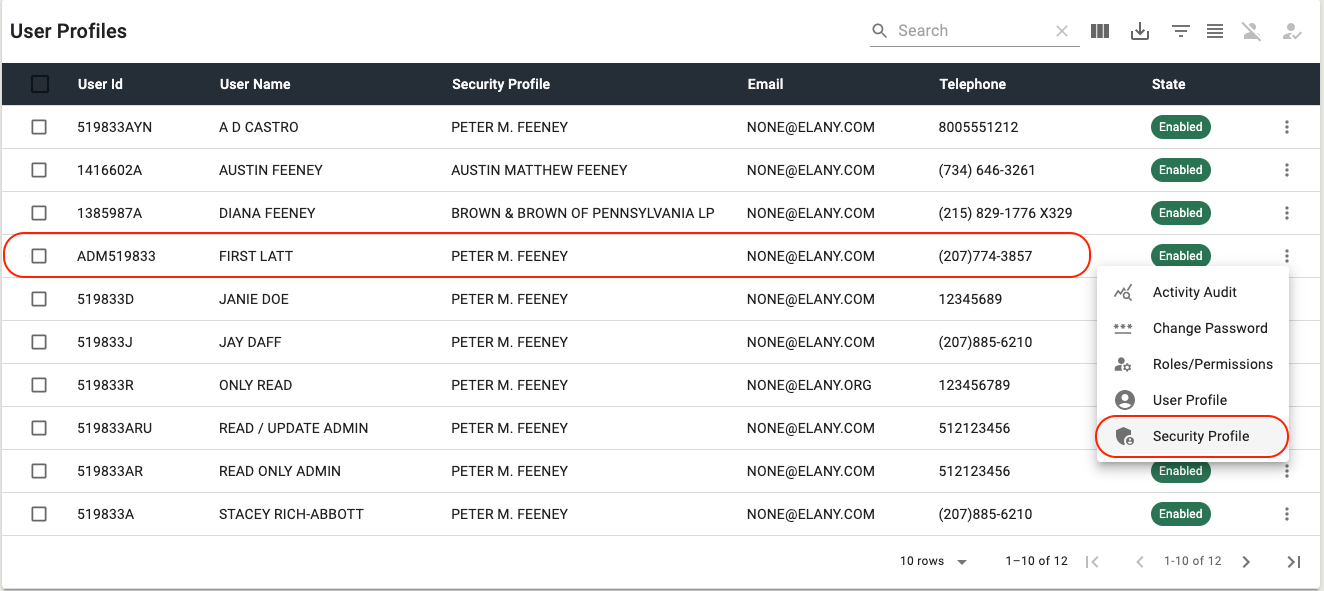 User Profiles
Search
User Id User Name Security Profile Email Telephone State
519833AYN A D CASTRO PETER M. FEENEY NONE@ELANY.COM 8005551212 Enabled
1416602A AUSTIN FEENEY AUSTIN MATTHEW FEENEY NONE@ELANY.COM (734) 646-3261 Enabled
1385987A DIANA FEENEY BROWN & BROWN OF PENNSYLVANIA LP NONE@ELANY.COM (215) 829-1776 X329 Enabled
ADM519833 FIRST LATT PETER M. FEENEY NONE@ELANY.COM (207)774-3857 Enabled
519833D JANIE DOE PETER M. FEENEY NONE@ELANY.COM 12345689
519833J JAY DAFF PETER M. FEENEY NONE@ELANY.COM (207)885-6210
519833R ONLY READ PETER M. FEENEY NONE@ELANY.ORG 123456789
519833ARU READ / UPDATE ADMIN PETER M. FEENEY NONE@ELANY.COM 512123456
519833AR READ ONLY ADMIN PETER M. FEENEY NONE@ELANY.COM 512123456 Enabled
519833A STACEY RICH-ABBOTT PETER M. FEENEY NONE@ELANY.COM (207)885-6210 Enabled
Activity Audit
Change Password
Roles/Permissions
User Profile
Security Profile
10 rows 1–10 of 12 1-10 of 12